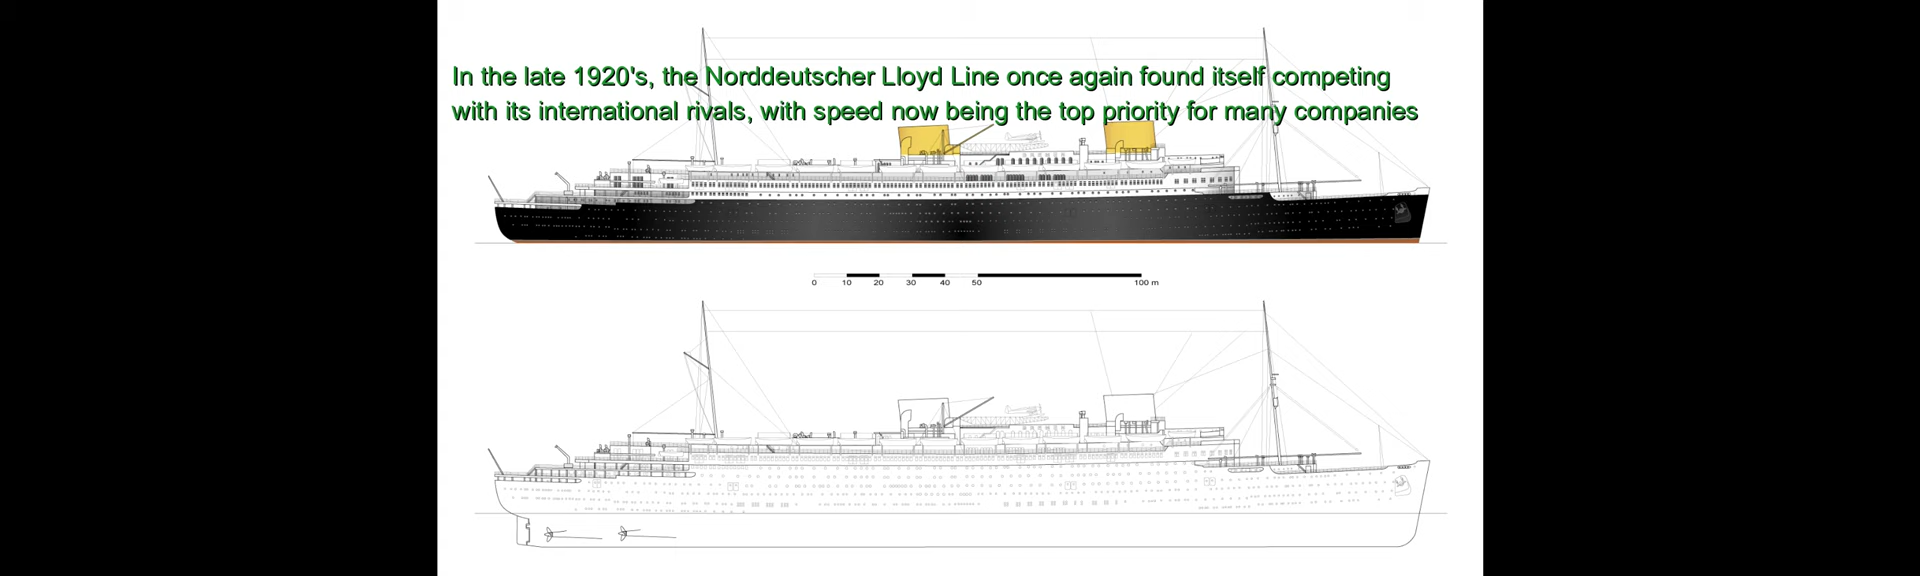 In the late 1920's, the Norddeutscher Lloyd Line once again found itself competing
with its international rivals, with speed now being the top priority for many companies
0 10 20 30 40 50 100 m